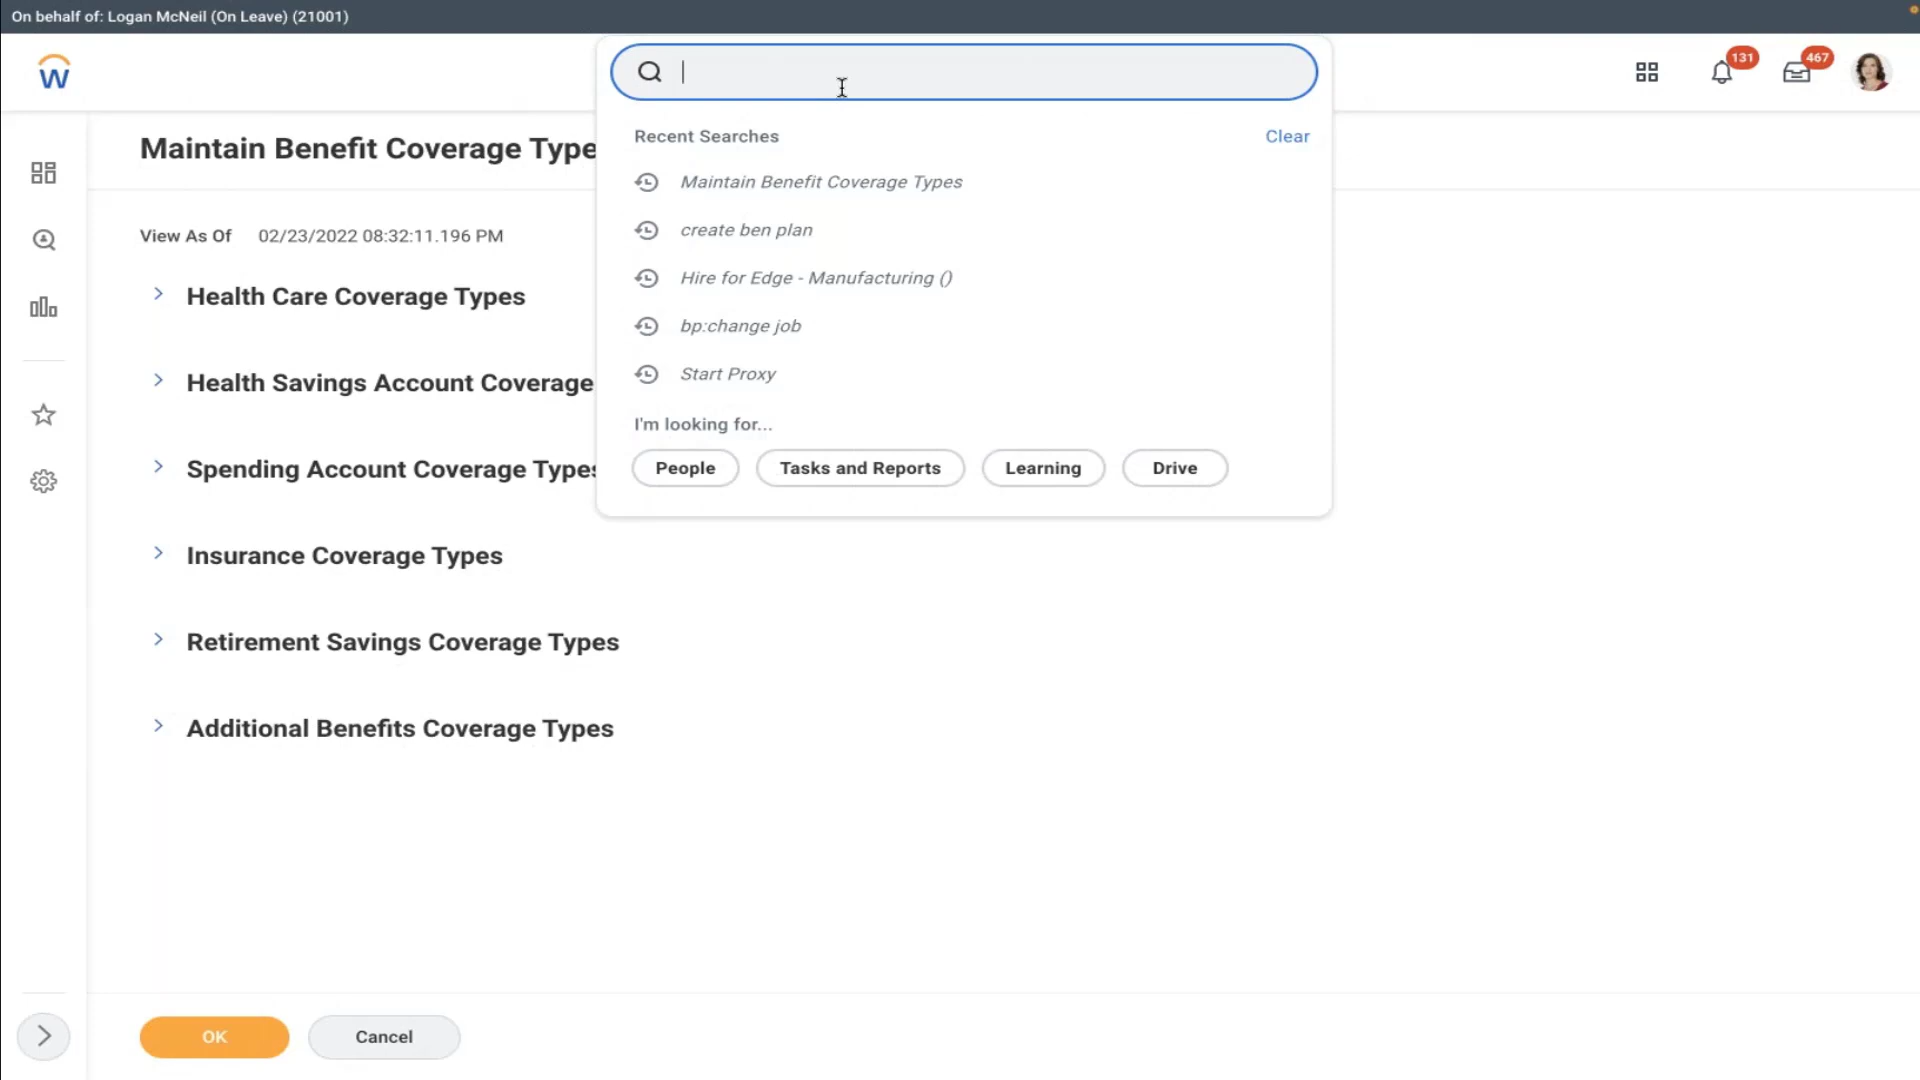 On behalf of: Logan McNeil (On Leave) (21001)
W
131
467
Recent Searches
Clear
Maintain Benefit Coverage Type
Maintain Benefit Coverage Types
create ben plan
View As Of 02/23/2022 08:32:11.196 PM
Hire for Edge - Manufacturing ()
Health Care Coverage Types
bp:change job
Start Proxy
Health Savings Account Coverage
I'm looking for...
People
Tasks and Reports
Learning
Drive
Spending Account Coverage Types
Insurance Coverage Types
Retirement Savings Coverage Types
Additional Benefits Coverage Types
OK
Cancel